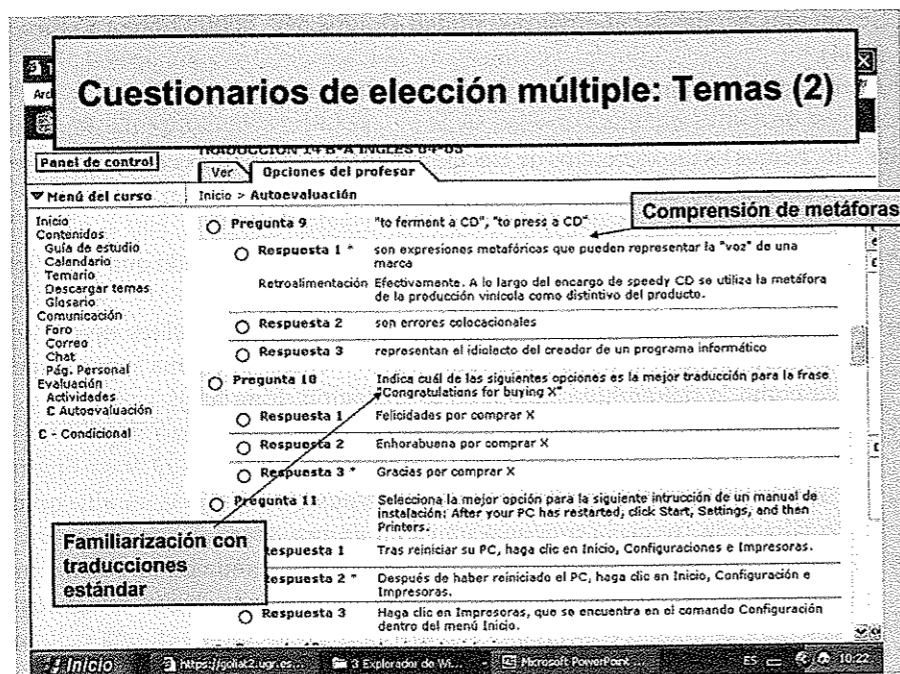 Cuestionarios de elección múltiple: Temas (2)
TRADUCCION 14 B-A INGLES 04-05
Panel de control
Ver Opciones del profesor
Menú del curso
Inicio > Autoevaluación
Comprensión de metáforas
Inicio
Contenidos
Guía de estudio
Calendario
Temario
Descargar temas
Glosario
Comunicación
Foro
Correo
Chat
Pág. Personal
Evaluación
Actividades
C Autoevaluación
C - Condicional
Pregunta 9 "to ferment a CD", "to press a CD"
Respuesta 1 * son expresiones metafóricas que pueden representar la "voz" de una
marca
Retroalimentación Efectivamente. A lo largo del encargo de speedy CD se utiliza la metáfora
de la producción vinícola como distintivo del producto.
Respuesta 2 son errores colocacionales
Respuesta 3 representan el idiolecto del creador de un programa informático
Pregunta 10 Indica cuál de las siguientes opciones es la mejor traducción para la frase
"Congratulations for buying X"
Respuesta 1 Felicidades por comprar X
Respuesta 2 Enhorabuena por comprar X
Respuesta 3 * Gracias por comprar X
Pregunta 11 Selecciona la mejor opción para la siguiente intrucción de un manual de
instalación: After your PC has restarted, click Start, Settings, and then
Printers.
Familiarización con
traducciones
estándar
Respuesta 1 Tras reiniciar su PC, haga clic en Inicio, Configuraciones e Impresoras.
Respuesta 2 * Después de haber reiniciado el PC, haga clic en Inicio, Configuración e
Impresoras.
Respuesta 3 Haga clic en Impresoras, que se encuentra en el comando Configuración
dentro del menú Inicio.
Inicio https://goliat2.ugr.es... 3 Explorador de Wi... Microsoft PowerPoint ... ES 10:22